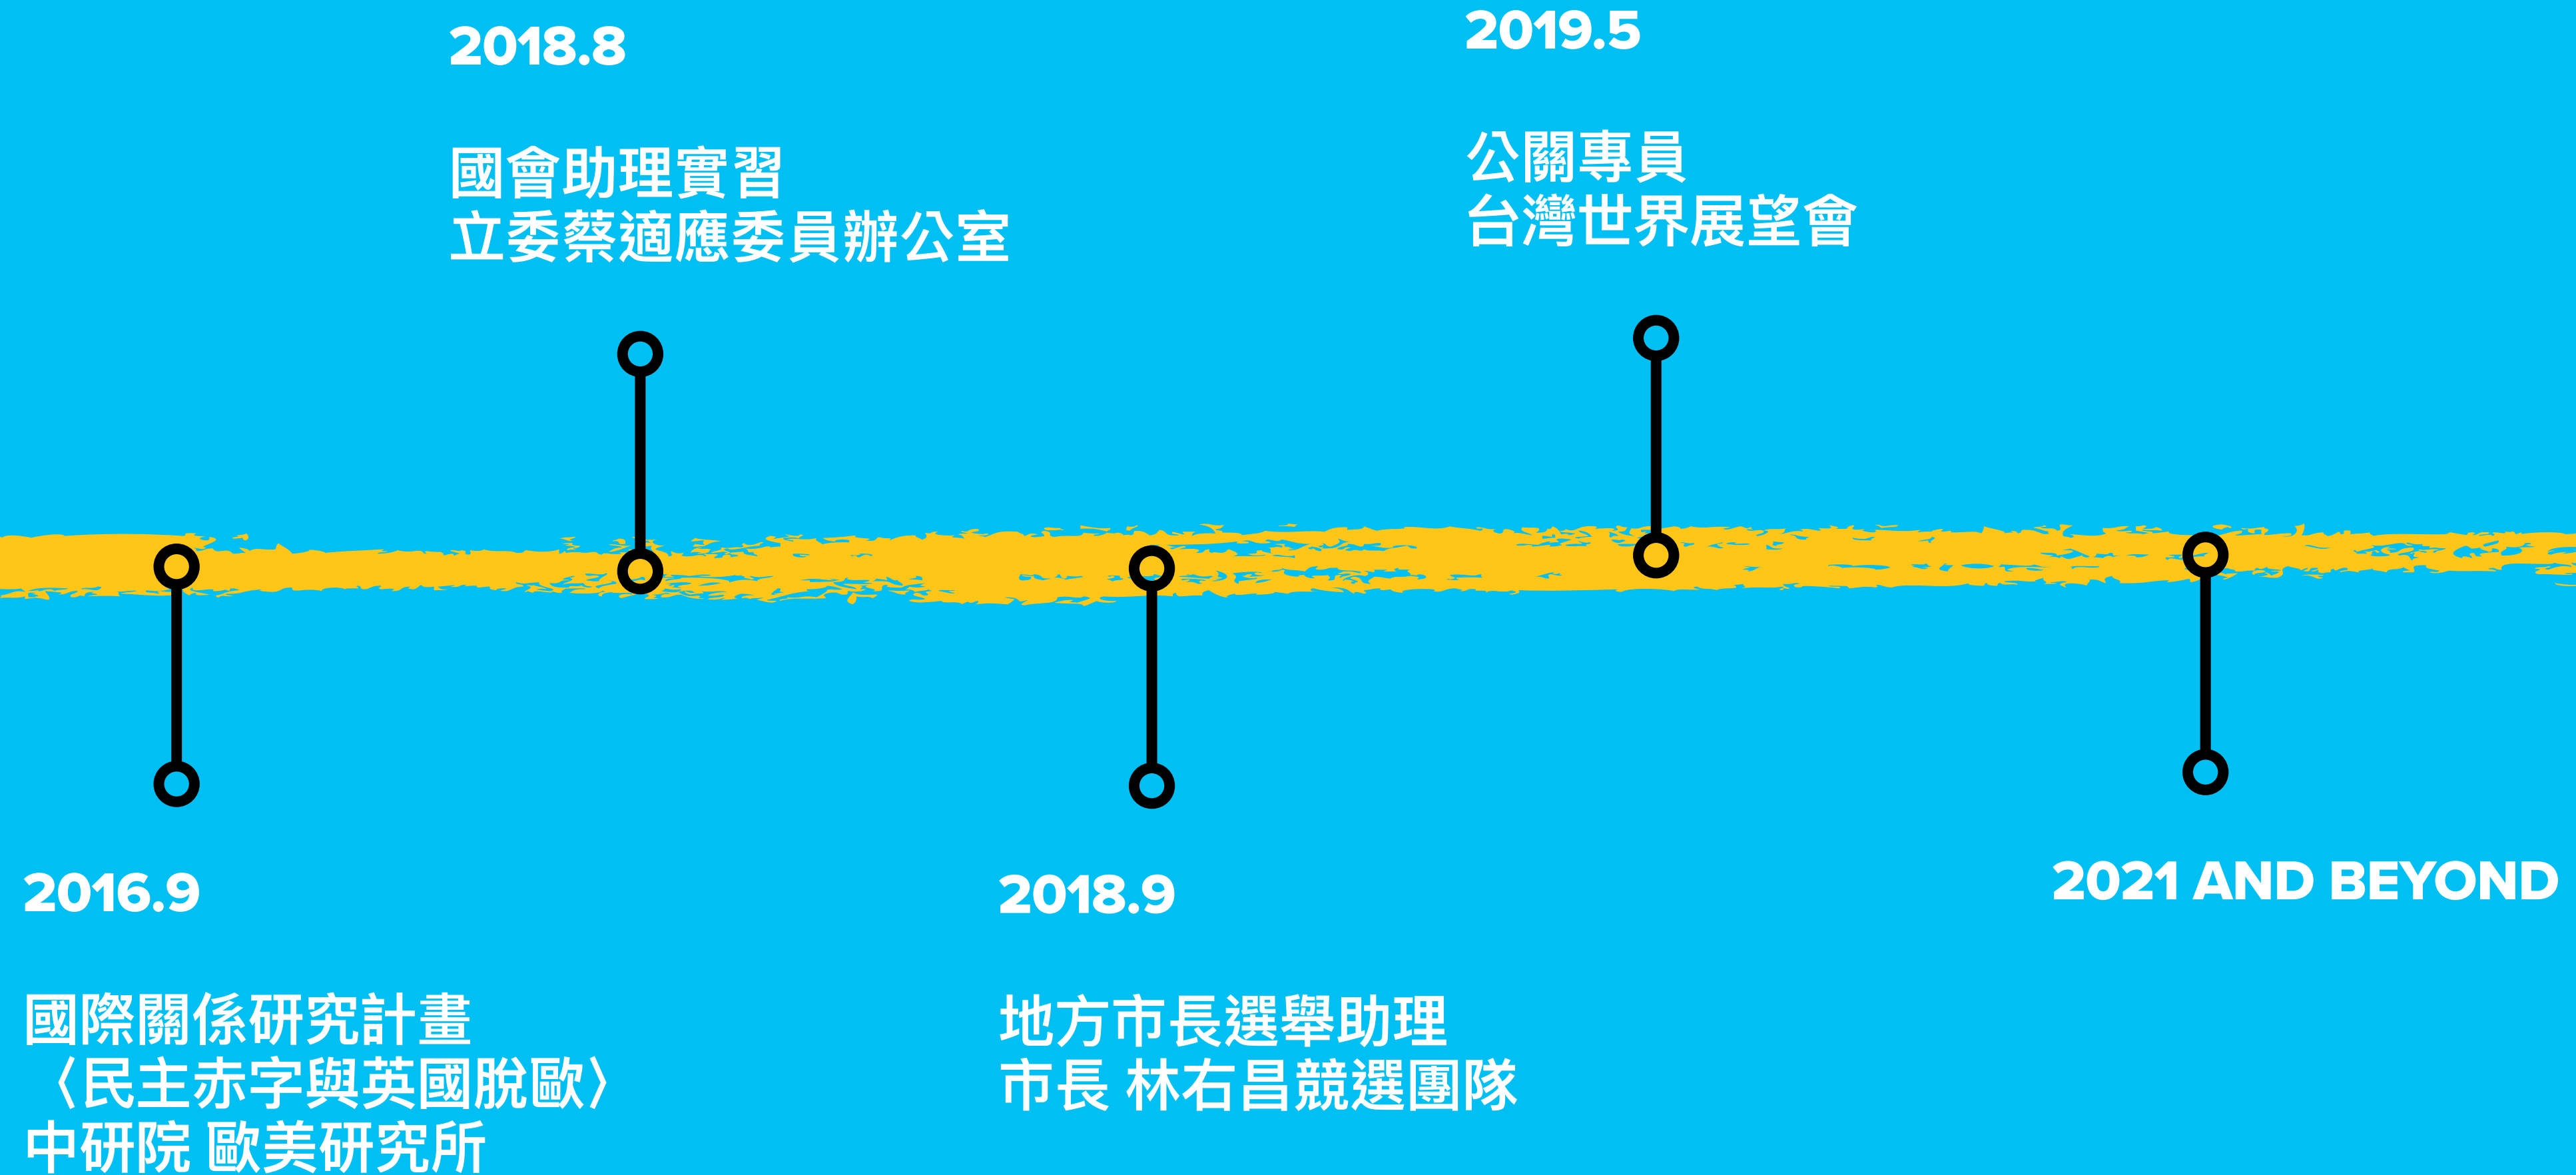 2016.9
國際關係研究計畫
〈民主赤字與英國脫歐〉
中研院 歐美研究所
2018.8
國會助理實習
立委蔡適應委員辦公室
2018.9
地方市長選舉助理
市長 林右昌競選團隊
2019.5
公關專員
台灣世界展望會
2021 AND BEYOND